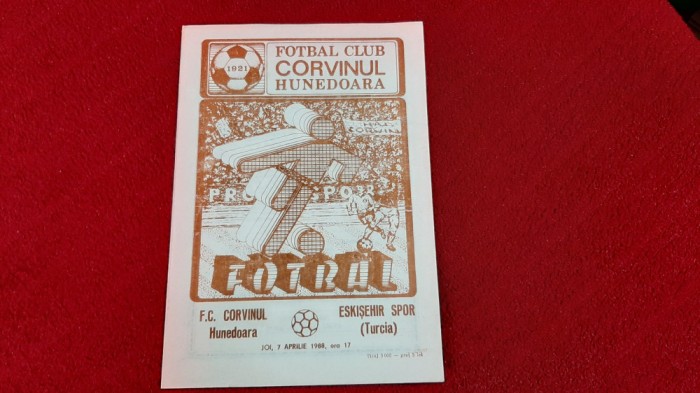 1921
FOTBAL CLUB
CORVINUL
HUNEDOARA
CORVIN
PRO SPORT
FOTBAL
F.C. CORVINUL
Hunedoara
ESKIŞEHIR SPOR
(Turcia)
JOI, 7 APRILIE 1988, ora 17